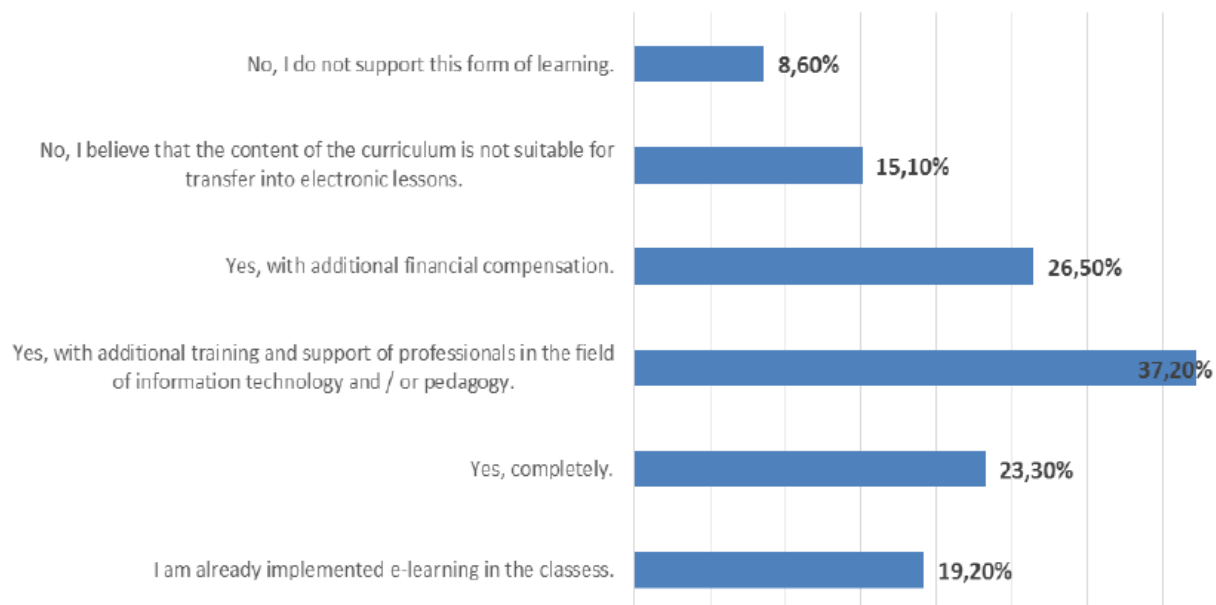 No, I do not support this form of learning.
8,60%
No, I believe that the content of the curriculum is not suitable for
transfer into electronic lessons.
15,10%
Yes, with additional financial compensation.
26,50%
Yes, with additional training and support of professionals in the field
of information technology and / or pedagogy.
37,20%
Yes, completely.
23,30%
I am already implemented e-learning in the classess.
19,20%